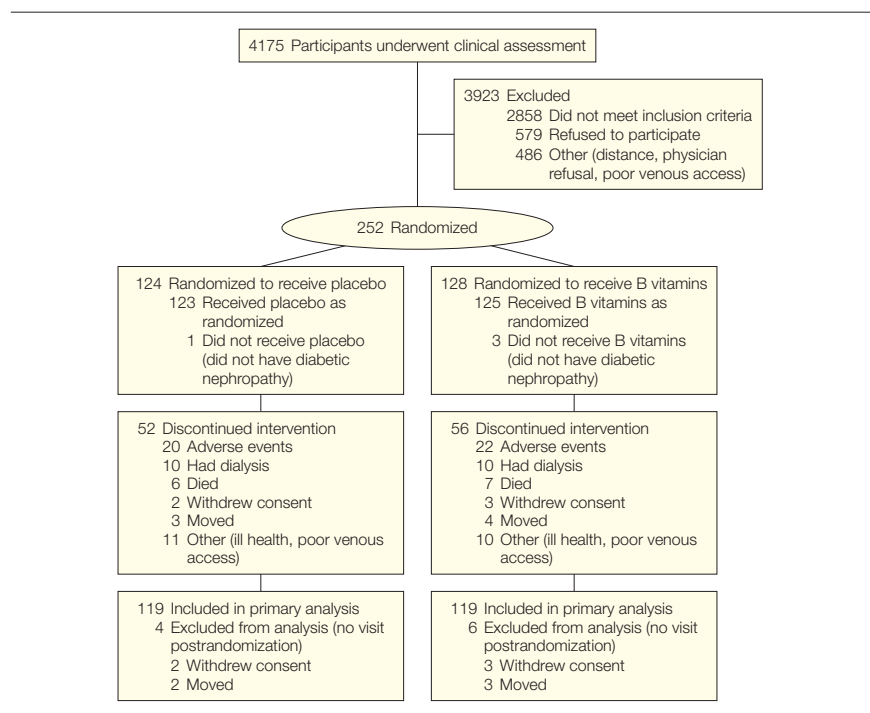 4175 Participants underwent clinical assessment
3923 Excluded
2858 Did not meet inclusion criteria
579 Refused to participate
486 Other (distance, physician
refusal, poor venous access)
252 Randomized
124 Randomized to receive placebo
123 Received placebo as
randomized
1 Did not receive placebo
(did not have diabetic
nephropathy)
128 Randomized to receive B vitamins
125 Received B vitamins as
randomized
3 Did not receive B vitamins
(did not have diabetic
nephropathy)
52 Discontinued intervention
20 Adverse events
10 Had dialysis
6 Died
2 Withdrew consent
3 Moved
11 Other (ill health, poor venous
access)
56 Discontinued intervention
22 Adverse events
10 Had dialysis
7 Died
3 Withdrew consent
4 Moved
10 Other (ill health, poor venous
access)
119 Included in primary analysis
4 Excluded from analysis (no visit
postrandomization)
2 Withdrew consent
2 Moved
119 Included in primary analysis
6 Excluded from analysis (no visit
postrandomization)
3 Withdrew consent
3 Moved